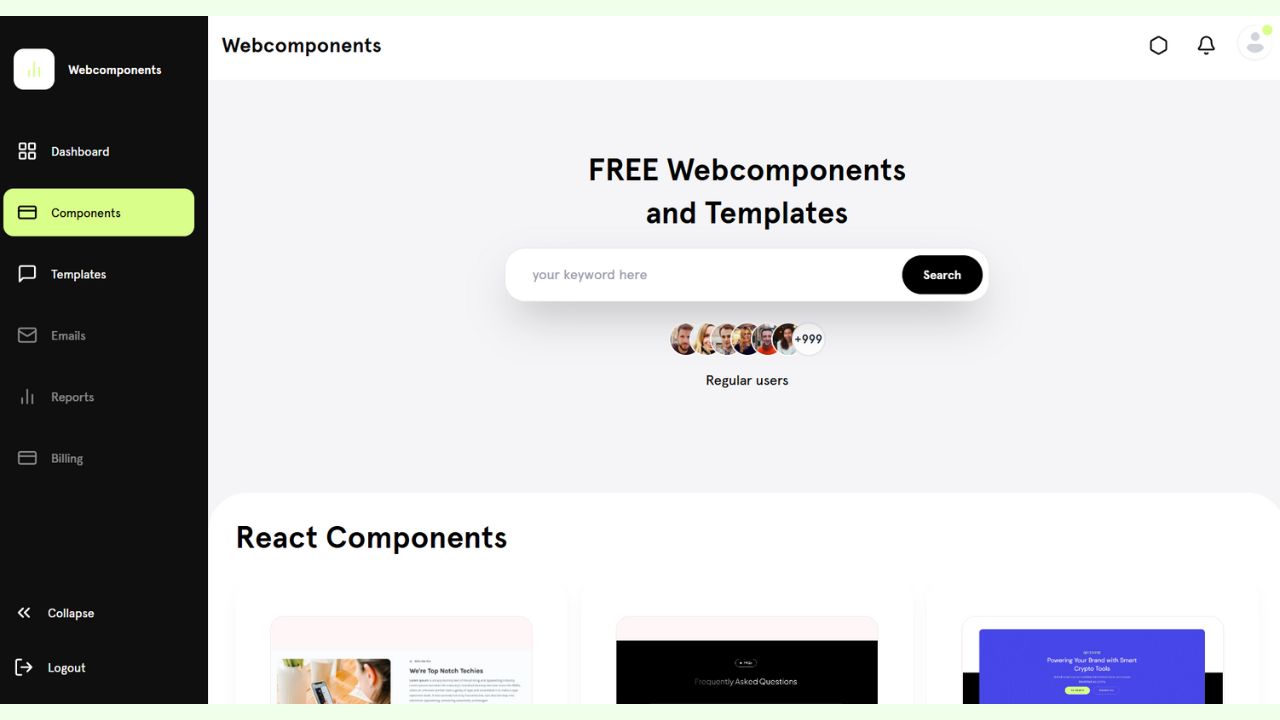 Webcomponents
Dashboard
Components
Templates
Emails
Reports
Billing
Collapse
Logout
Webcomponents
FREE Webcomponents
and Templates
your keyword here
Search
+999
Regular users
React Components
We're Top Notch Techies
FAQs
Frequently Asked Questions
Powering Your Brand with Smart
Crypto Tools